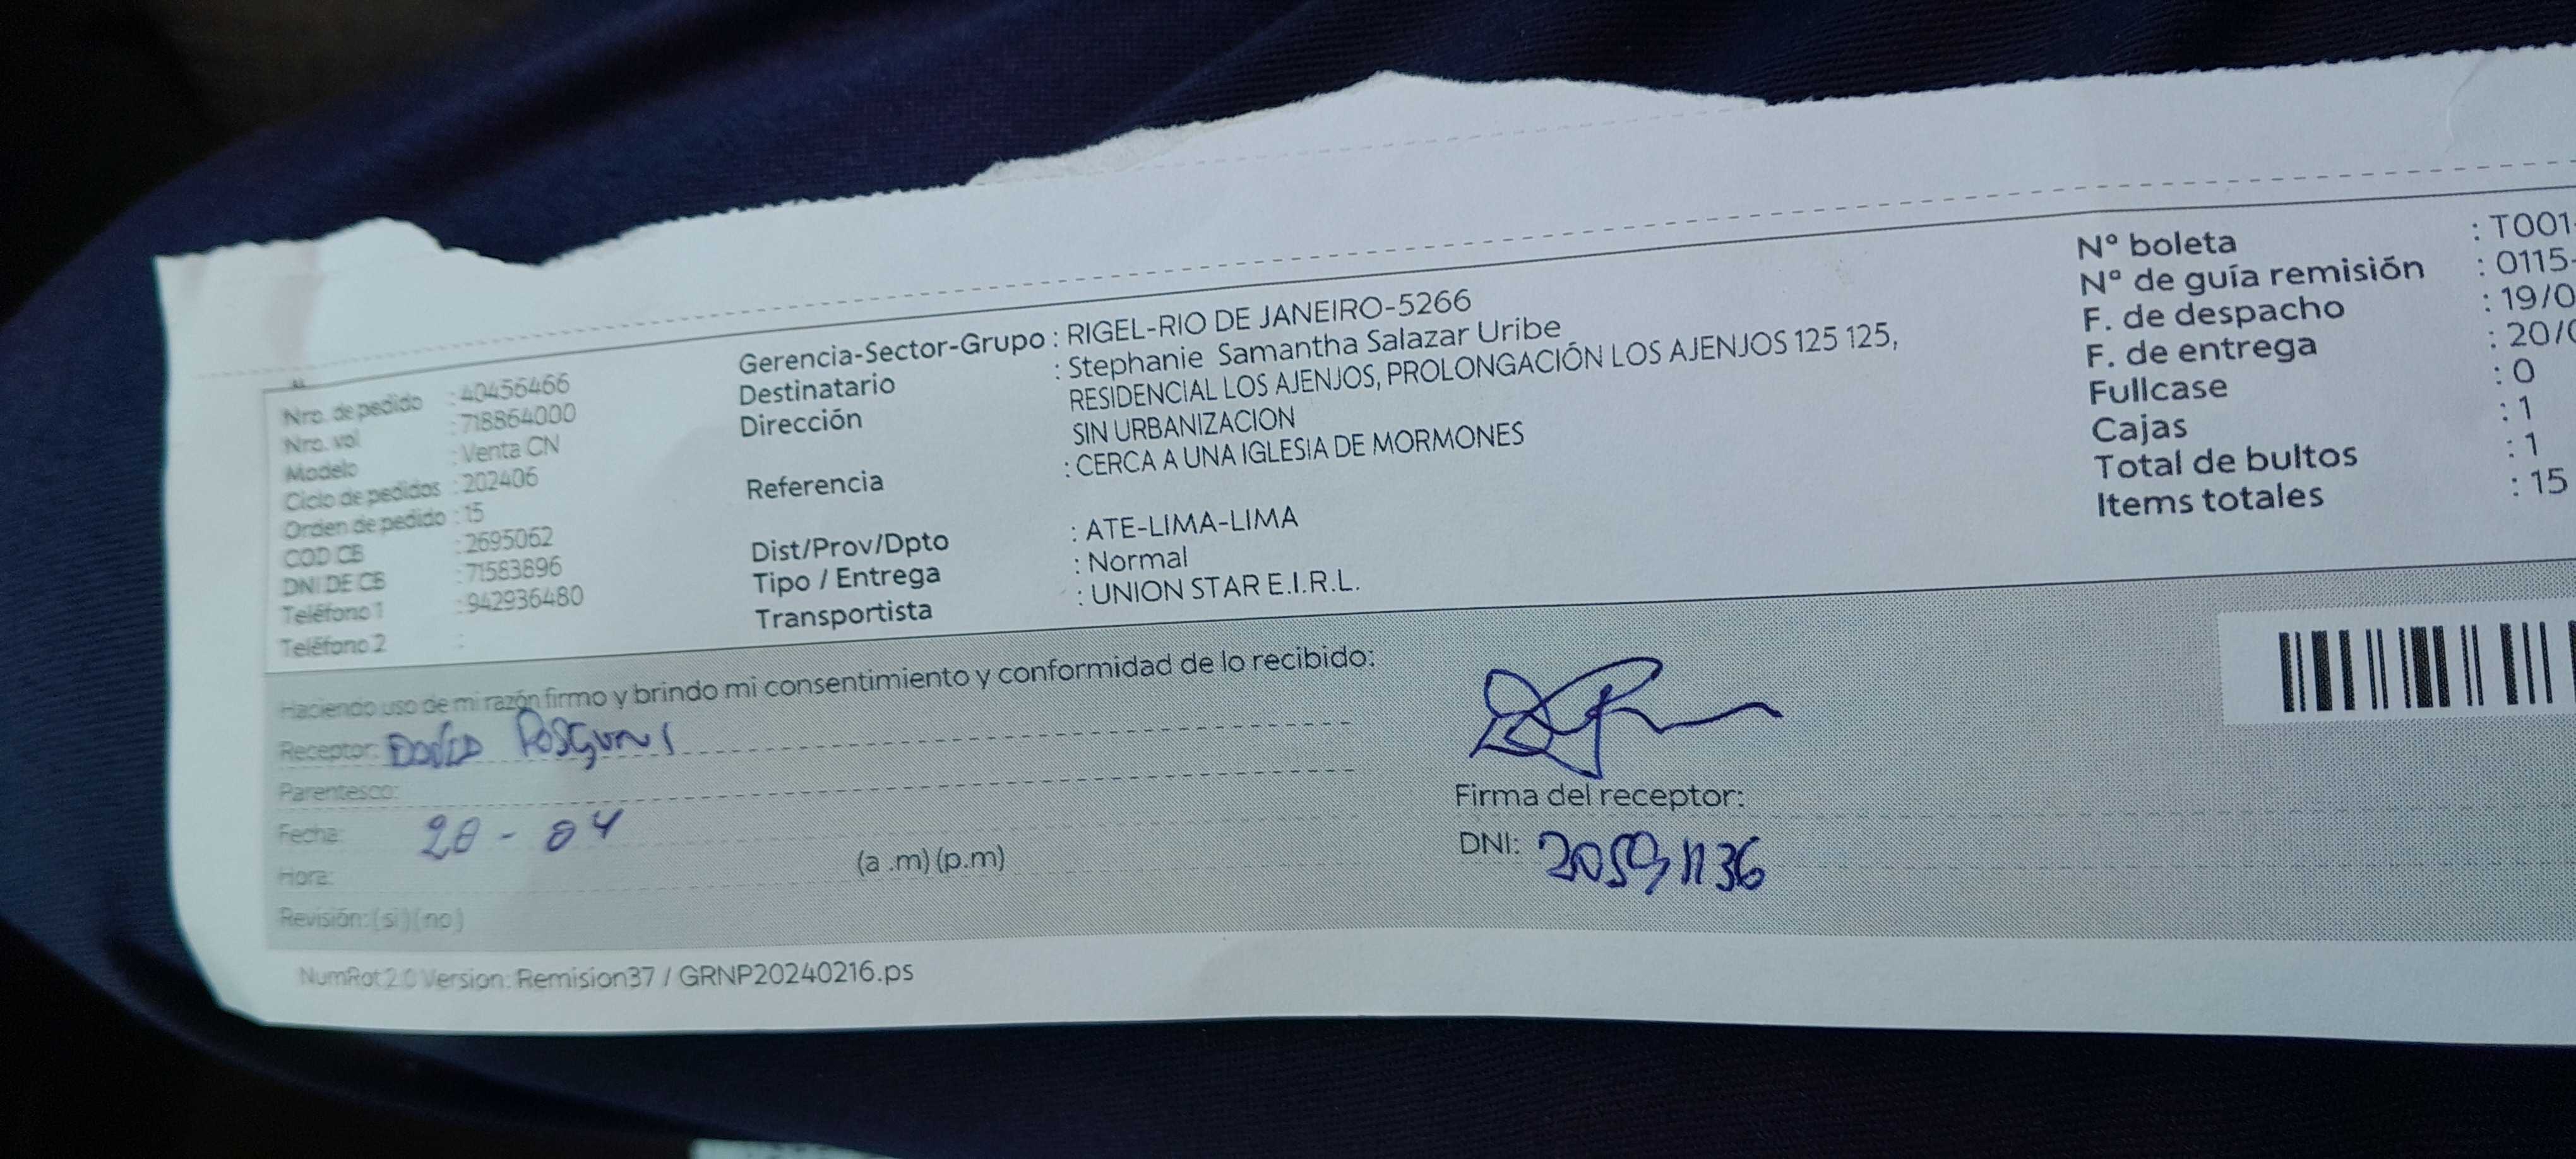 Nro. de pedido : 40456466
Nro. vol : 718864000
Modelo : Venta CN
Ciclo de pedidos : 202406
Orden de pedido : 15
COD CB : 2695062
DNI DE CB : 71583896
Teléfono 1 : 942936480
Teléfono 2 :
Gerencia-Sector-Grupo : RIGEL-RIO DE JANEIRO-5266
Destinatario : Stephanie Samantha Salazar Uribe
Dirección RESIDENCIAL LOS AJENJOS, PROLONGACIÓN LOS AJENJOS 125 125,
SIN URBANIZACION
Referencia : CERCA A UNA IGLESIA DE MORMONES
Dist/Prov/Dpto : ATE-LIMA-LIMA
Tipo / Entrega : Normal
Transportista : UNION STAR E.I.R.L.
N° boleta : T001-
N° de guía remisión : 0115-
F. de despacho : 19/0
F. de entrega : 20/0
Fullcase : 0
Cajas : 1
Total de bultos : 1
Items totales : 15
Haciendo uso de mi razón firmo y brindo mi consentimiento y conformidad de lo recibido:
Receptor: David
Parentesco:
Fecha: 20 - 04
Hora: (a .m) (p.m)
Revisión: (si) (no)
Firma del receptor:
DNI:
NumRot 2.0 Version: Remision37 / GRNP20240216.ps